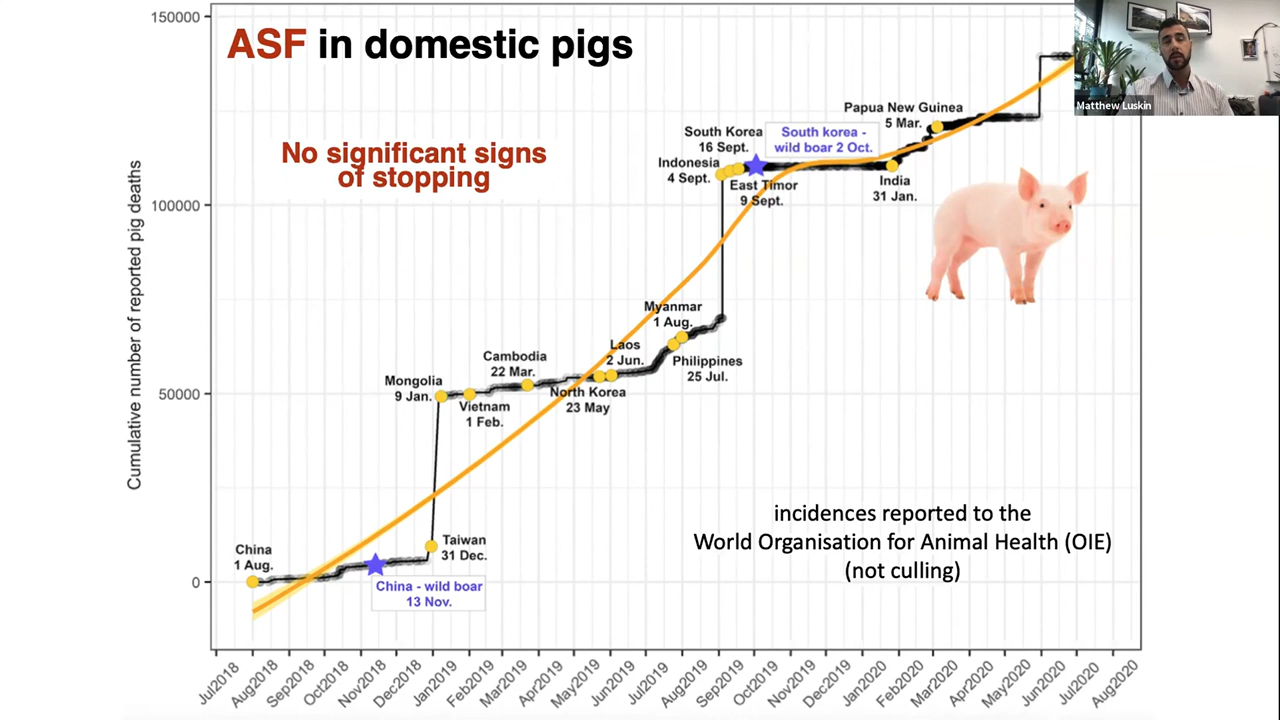 ASF in domestic pigs
Matthew Luskin
No significant signs
of stopping
Cumulative number of reported pig deaths
150000
100000
50000
0
China
1 Aug.
China - wild boar
13 Nov.
Taiwan
31 Dec.
Mongolia
9 Jan.
Vietnam
1 Feb.
Cambodia
22 Mar.
North Korea
23 May
Laos
2 Jun.
Philippines
25 Jul.
Myanmar
1 Aug.
Indonesia
4 Sept.
East Timor
9 Sept.
South Korea
16 Sept.
South korea -
wild boar 2 Oct.
India
31 Jan.
Papua New Guinea
5 Mar.
incidences reported to the
World Organisation for Animal Health (OIE)
(not culling)
Jul2018
Aug2018
Sep2018
Oct2018
Nov2018
Dec2018
Jan2019
Feb2019
Mar2019
Apr2019
May2019
Jun2019
Jul2019
Aug2019
Sep2019
Oct2019
Nov2019
Dec2019
Jan2020
Feb2020
Mar2020
Apr2020
May2020
Jun2020
Jul2020
Aug2020